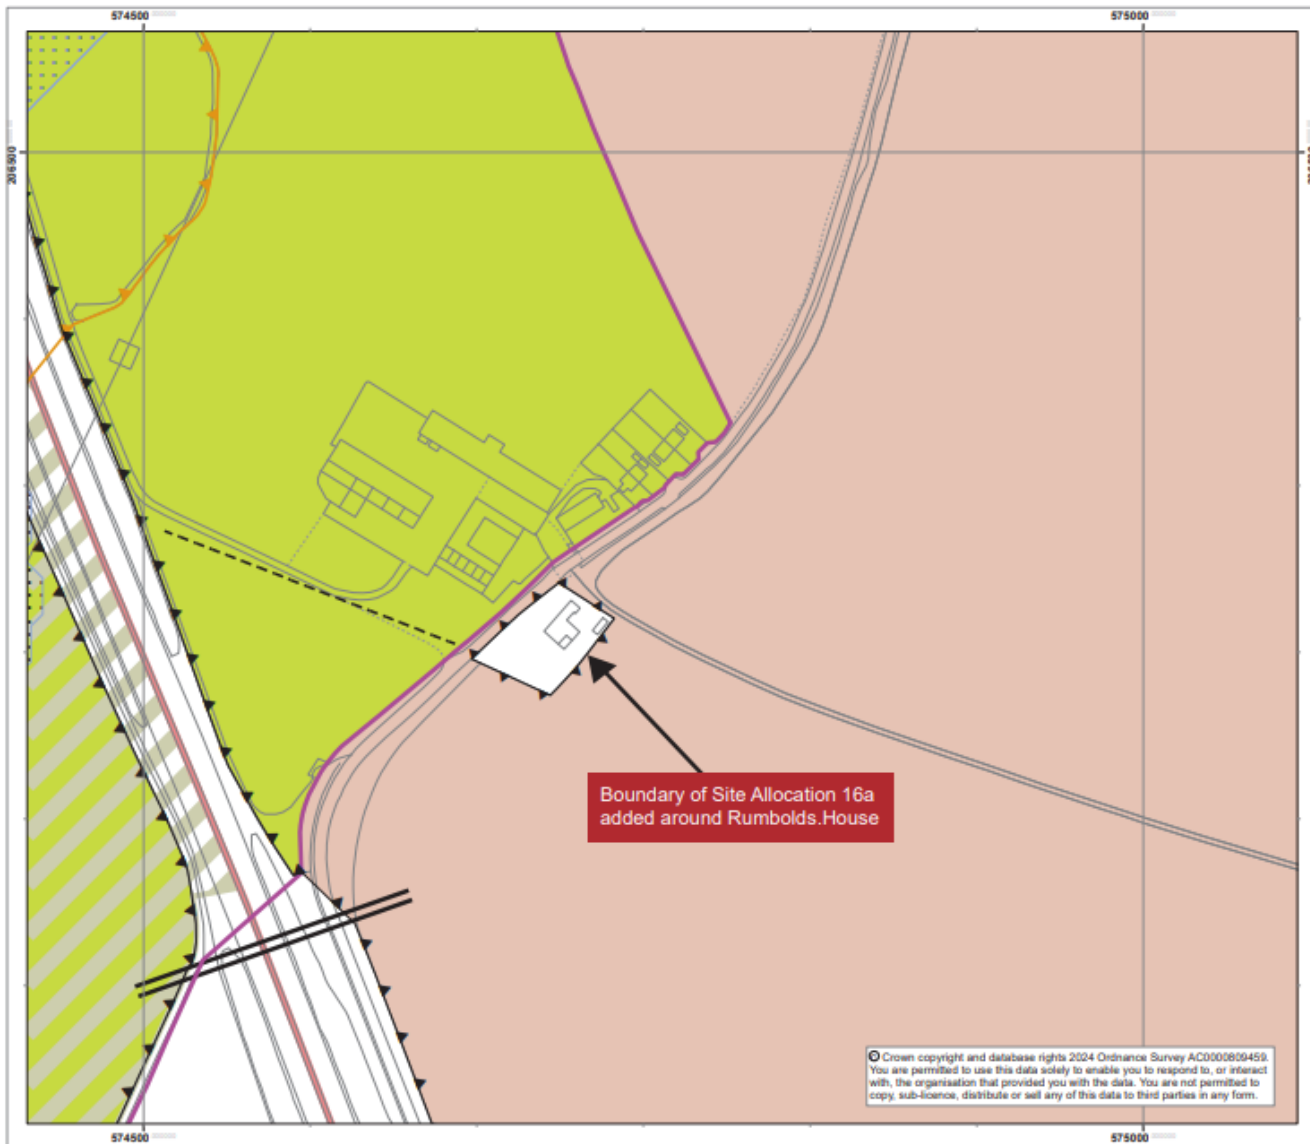 574500
575000
206500
Boundary of Site Allocation 16a
added around Rumbolds.House
© Crown copyright and database rights 2024 Ordnance Survey AC0000809459.
You are permitted to use this data solely to enable you to respond to, or interact
with, the organisation that provided you with the data. You are not permitted to
copy, sub-licence, distribute or sell any of this data to third parties in any form.
574500
575000